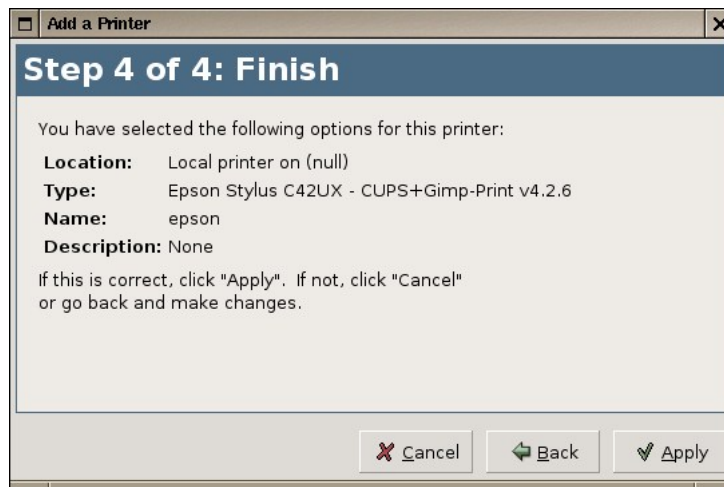 Add a Printer
Step 4 of 4: Finish
You have selected the following options for this printer:
Location: Local printer on (null)
Type: Epson Stylus C42UX - CUPS+Gimp-Print v4.2.6
Name: epson
Description: None
If this is correct, click "Apply". If not, click "Cancel"
or go back and make changes.
Cancel Back Apply